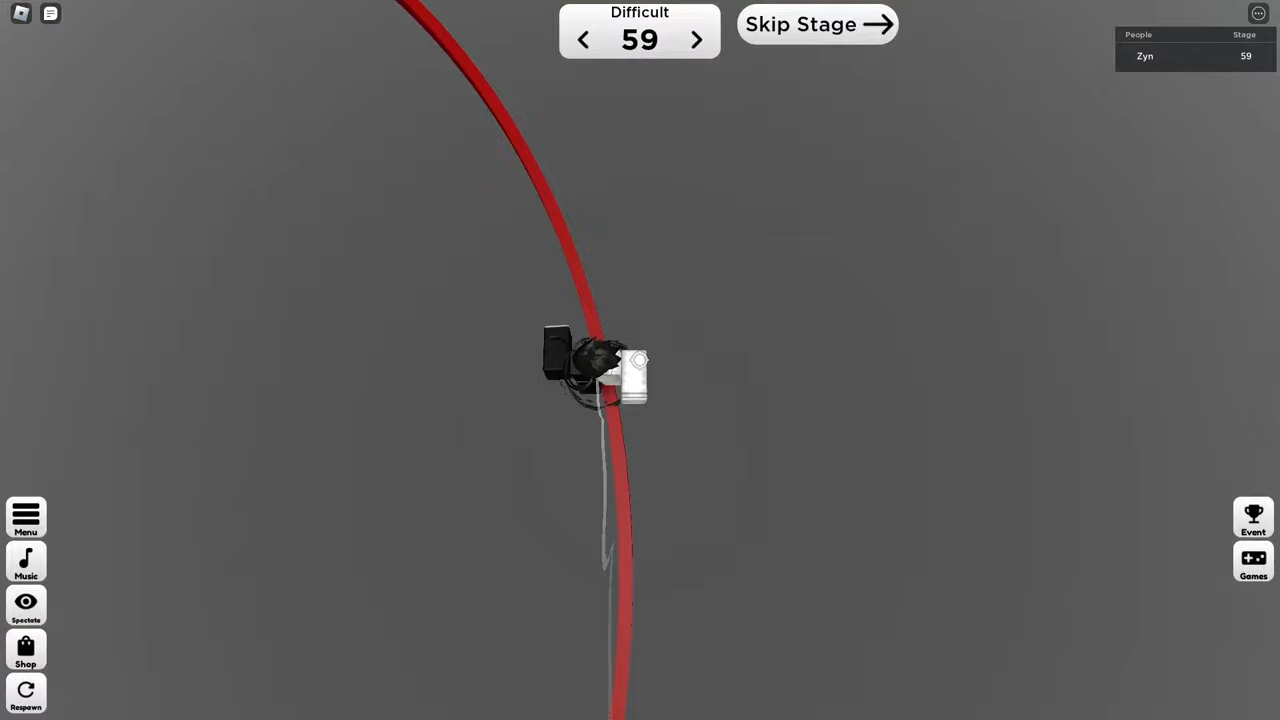 Difficult
59
Skip Stage
People Stage
Zyn 59
Menu
Music
Spectate
Shop
Respawn
Event
Games